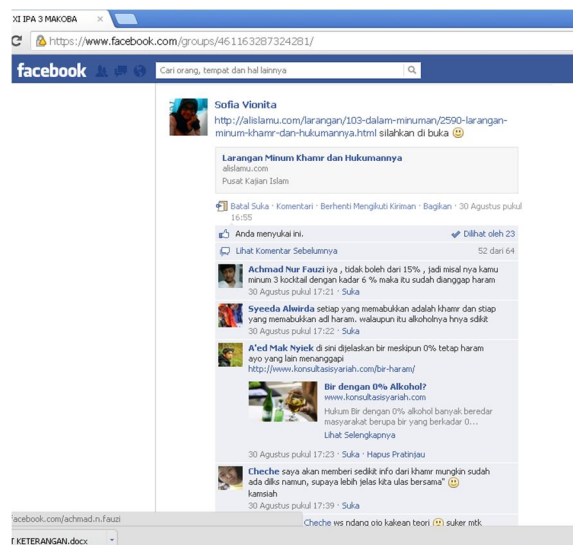 XI IPA 3 MAKOBA
https://www.facebook.com/groups/461163287324281/
facebook
Cari orang, tempat dan hal lainnya
Sofia Vionita
http://alislamu.com/larangan/103-dalam-minuman/2590-larangan-
minum-khamr-dan-hukumannya.html silahkan di buka
Larangan Minum Khamr dan Hukumannya
alislamu.com
Pusat Kajian Islam
Batal Suka · Komentari · Berhenti Mengikuti Kiriman · Bagikan · 30 Agustus pukul
16:55
Anda menyukai ini.
Dilihat oleh 23
Lihat Komentar Sebelumnya
52 dari 64
Achmad Nur Fauzi iya , tidak boleh dari 15% , jadi misal nya kamu
minum 3 kocktail dengan kadar 6 % maka itu sudah dianggap haram
30 Agustus pukul 17:21 · Suka
Syeeda Alwirda setiap yang memabukkan adalah khamr dan stiap
yang memabukkan adl haram. walaupun itu alkoholnya hnya sdikit
30 Agustus pukul 17:22 · Suka
A'ed Mak Nyiek di sini dijelaskan bir meskipun 0% tetap haram
ayo yang lain menanggapi
http://www.konsultasisyariah.com/bir-haram/
Bir dengan 0% Alkohol?
www.konsultasisyariah.com
Hukum Bir dengan 0% alkohol banyak beredar
masyarakat berupa bir yang berkadar 0...
Lihat Selengkapnya
30 Agustus pukul 17:23 · Suka · Hapus Pratinjau
Cheche saya akan memberi sedikit info dari khamr mungkin sudah
ada dilks namun, supaya lebih jelas kita ulas bersama"
kamsiah
30 Agustus pukul 17:39 · Suka
facebook.com/achmad.n.fauzi
Cheche ws ndang ojo kakean teori suker mtk
T KETERANGAN.docx